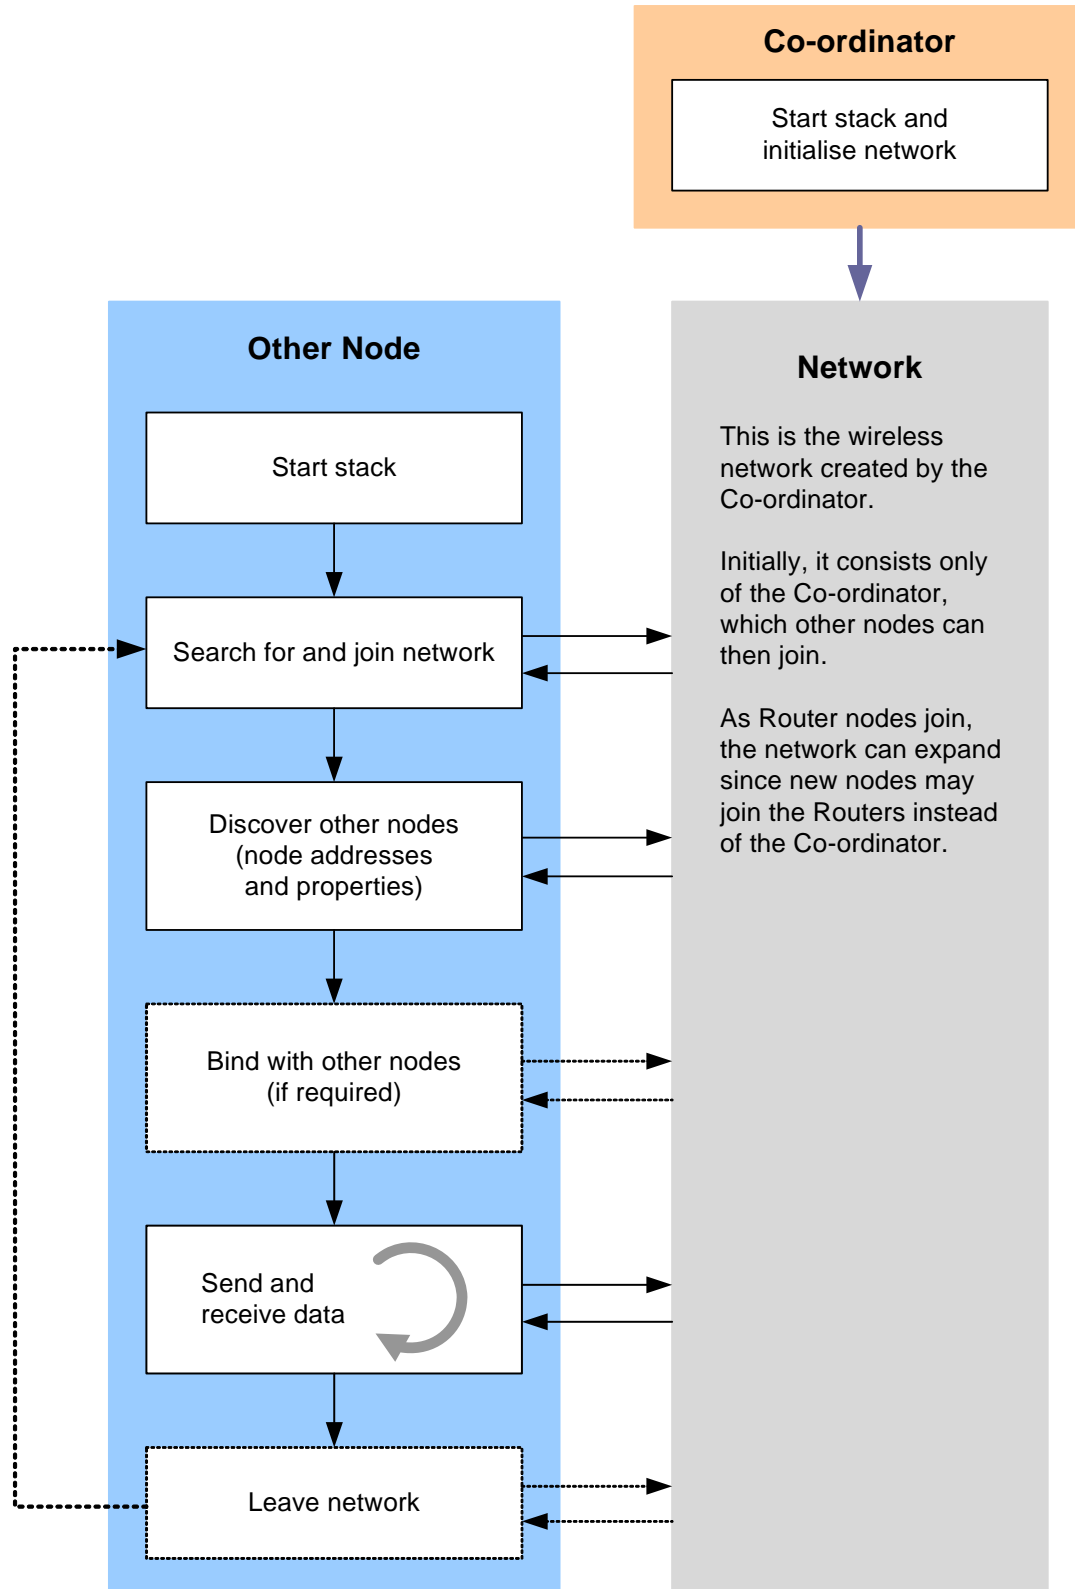 Co-ordinator
Start stack and
initialise network
Other Node
Start stack
Search for and join network
Discover other nodes
(node addresses
and properties)
Bind with other nodes
(if required)
Send and
receive data
Leave network
Network
This is the wireless
network created by the
Co-ordinator.
Initially, it consists only
of the Co-ordinator,
which other nodes can
then join.
As Router nodes join,
the network can expand
since new nodes may
join the Routers instead
of the Co-ordinator.